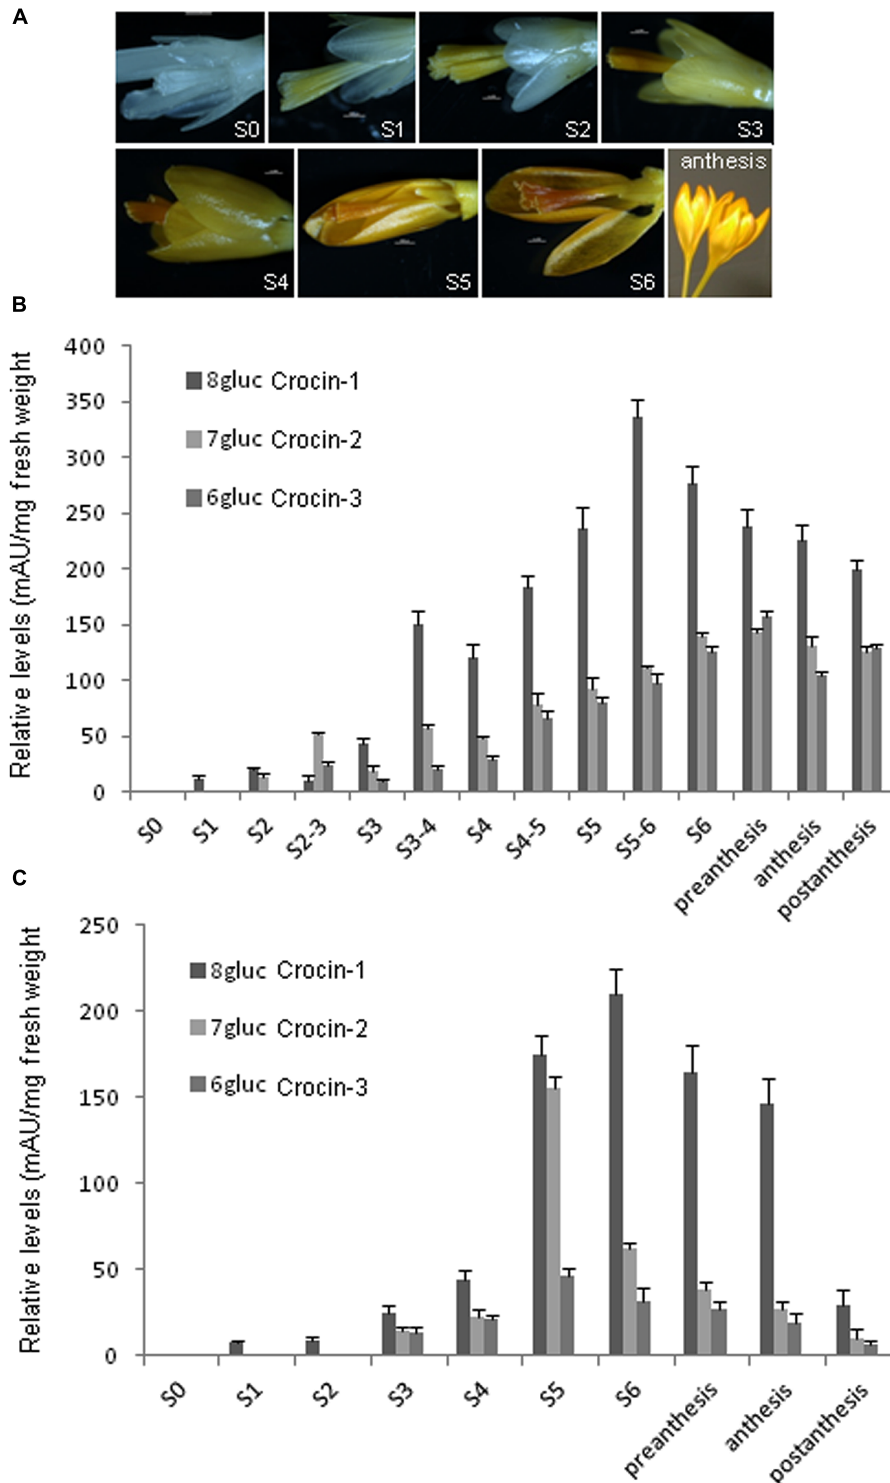 A
S0
S1
S2
S3
S4
S5
S6
anthesis
B
Relative levels (mAU/mg fresh weight
400
350
300
250
200
150
100
50
0
8gluc Crocin-1
7gluc Crocin-2
6gluc Crocin-3
S0
S1
S2
S2-3
S3
S3-4
S4
S4-5
S5
S5-6
S6
preanthesis
anthesis
postanthesis
C
Relative levels (mAU/mg fresh weight
250
200
150
100
50
0
8gluc Crocin-1
7gluc Crocin-2
6gluc Crocin-3
S0
S1
S2
S3
S4
S5
S6
preanthesis
anthesis
postanthesis